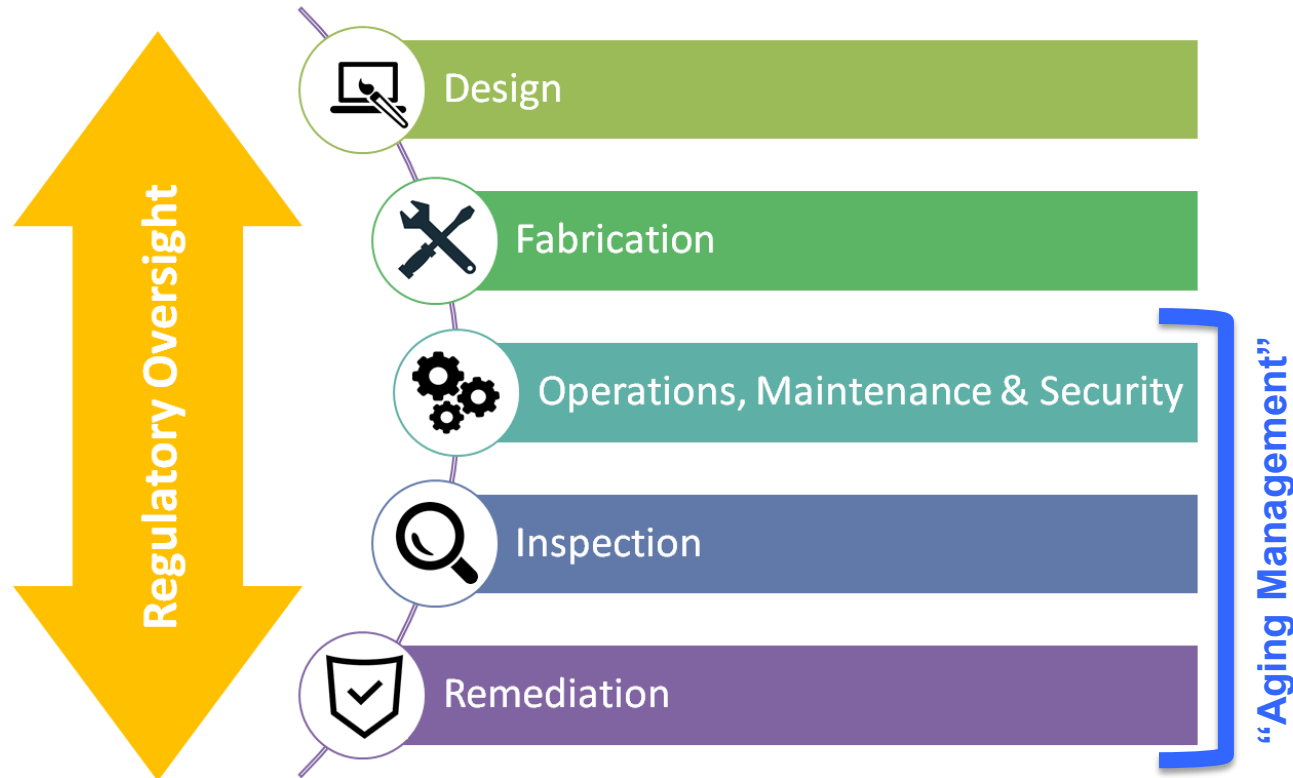 Regulatory Oversight
Design
Fabrication
Operations, Maintenance & Security
Inspection
Remediation
“Aging Management”